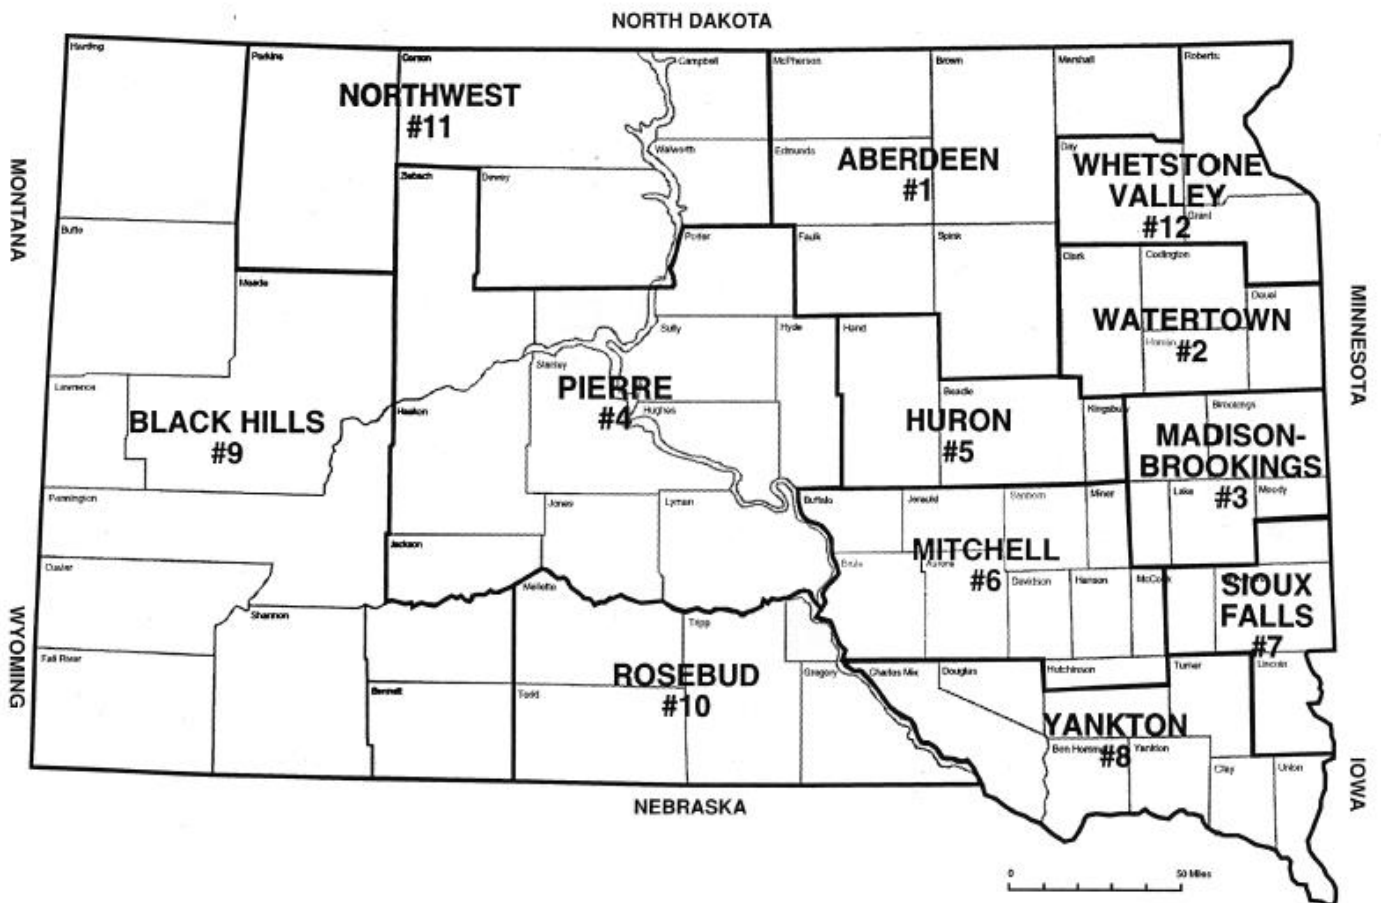 NORTH DAKOTA
Harding
Perkins
Corson
Campbell
McPherson
Brown
Marshall
Roberts
NORTHWEST
#11
Walworth
Edmunds
ABERDEEN
#1
Day
WHETSTONE
VALLEY
#12
Grant
MONTANA
Ziebach
Dewey
Butte
Potter
Faulk
Spink
Clark
Codington
Meade
Deuel
MINNESOTA
WATERTOWN
#2
Hamlin
Sully
Hyde
Hand
Stanley
Lawrence
PIERRE
#4
Hughes
Haakon
BLACK HILLS
#9
Beadle
HURON
#5
Kingsbury
Brookings
MADISON-
BROOKINGS
#3
Lake
Moody
Pennington
Jones
Lyman
Buffalo
Jerauld
Sanborn
Miner
Jackson
MITCHELL
#6
Brule
Aurora
Davidson
Hanson
McCook
SIOUX
FALLS
#7
Custer
WYOMING
Shannon
Mellette
Tripp
Fall River
Bennett
Todd
ROSEBUD
#10
Gregory
Charles Mix
Douglas
Hutchinson
Turner
Lincoln
YANKTON
#8
Bon Homme
Yankton
Clay
Union
IOWA
NEBRASKA
0
50 Miles